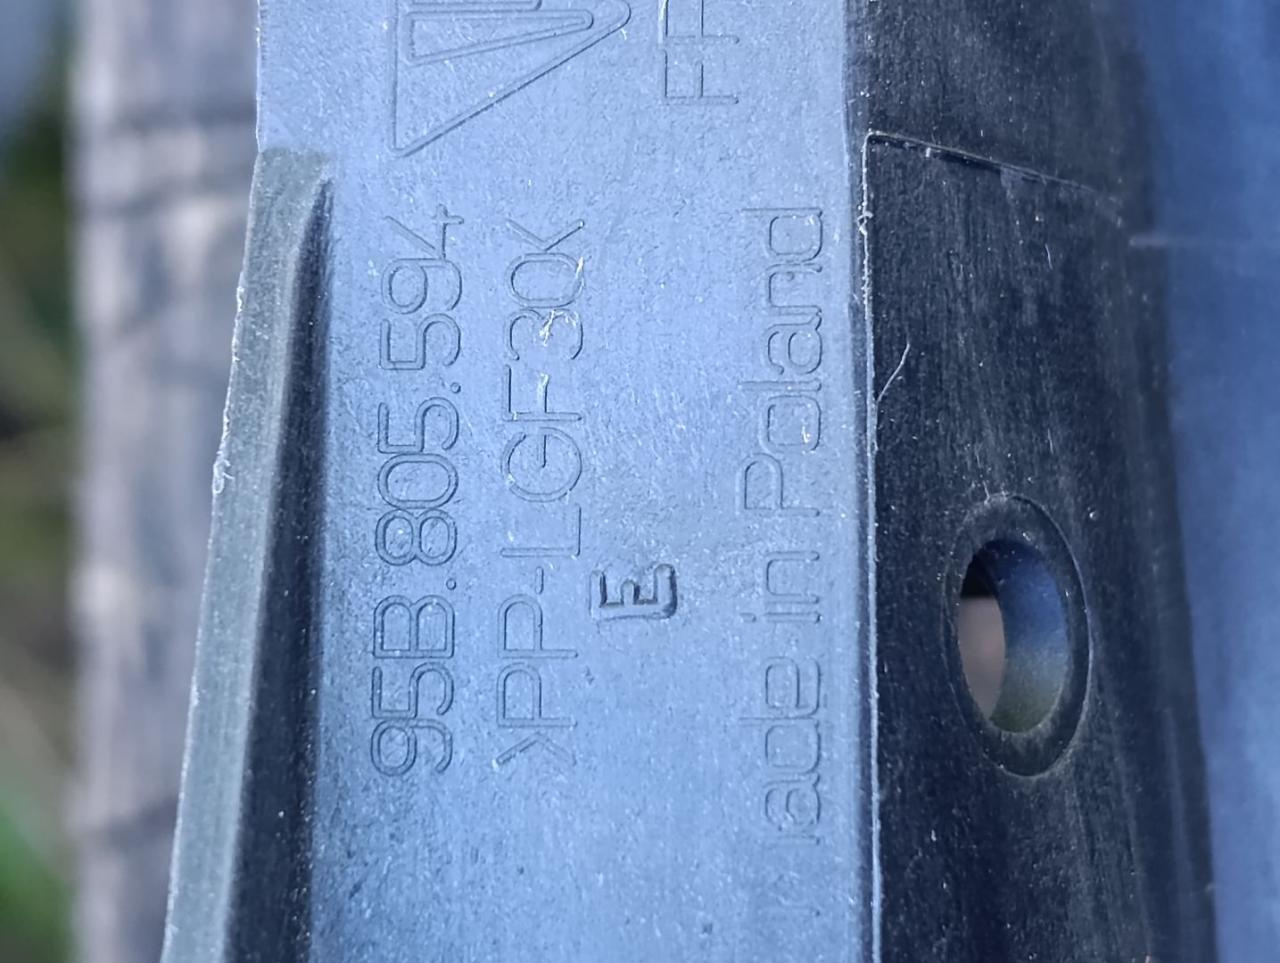 95B.805.594
>PP-LGF30<
E
made in Poland